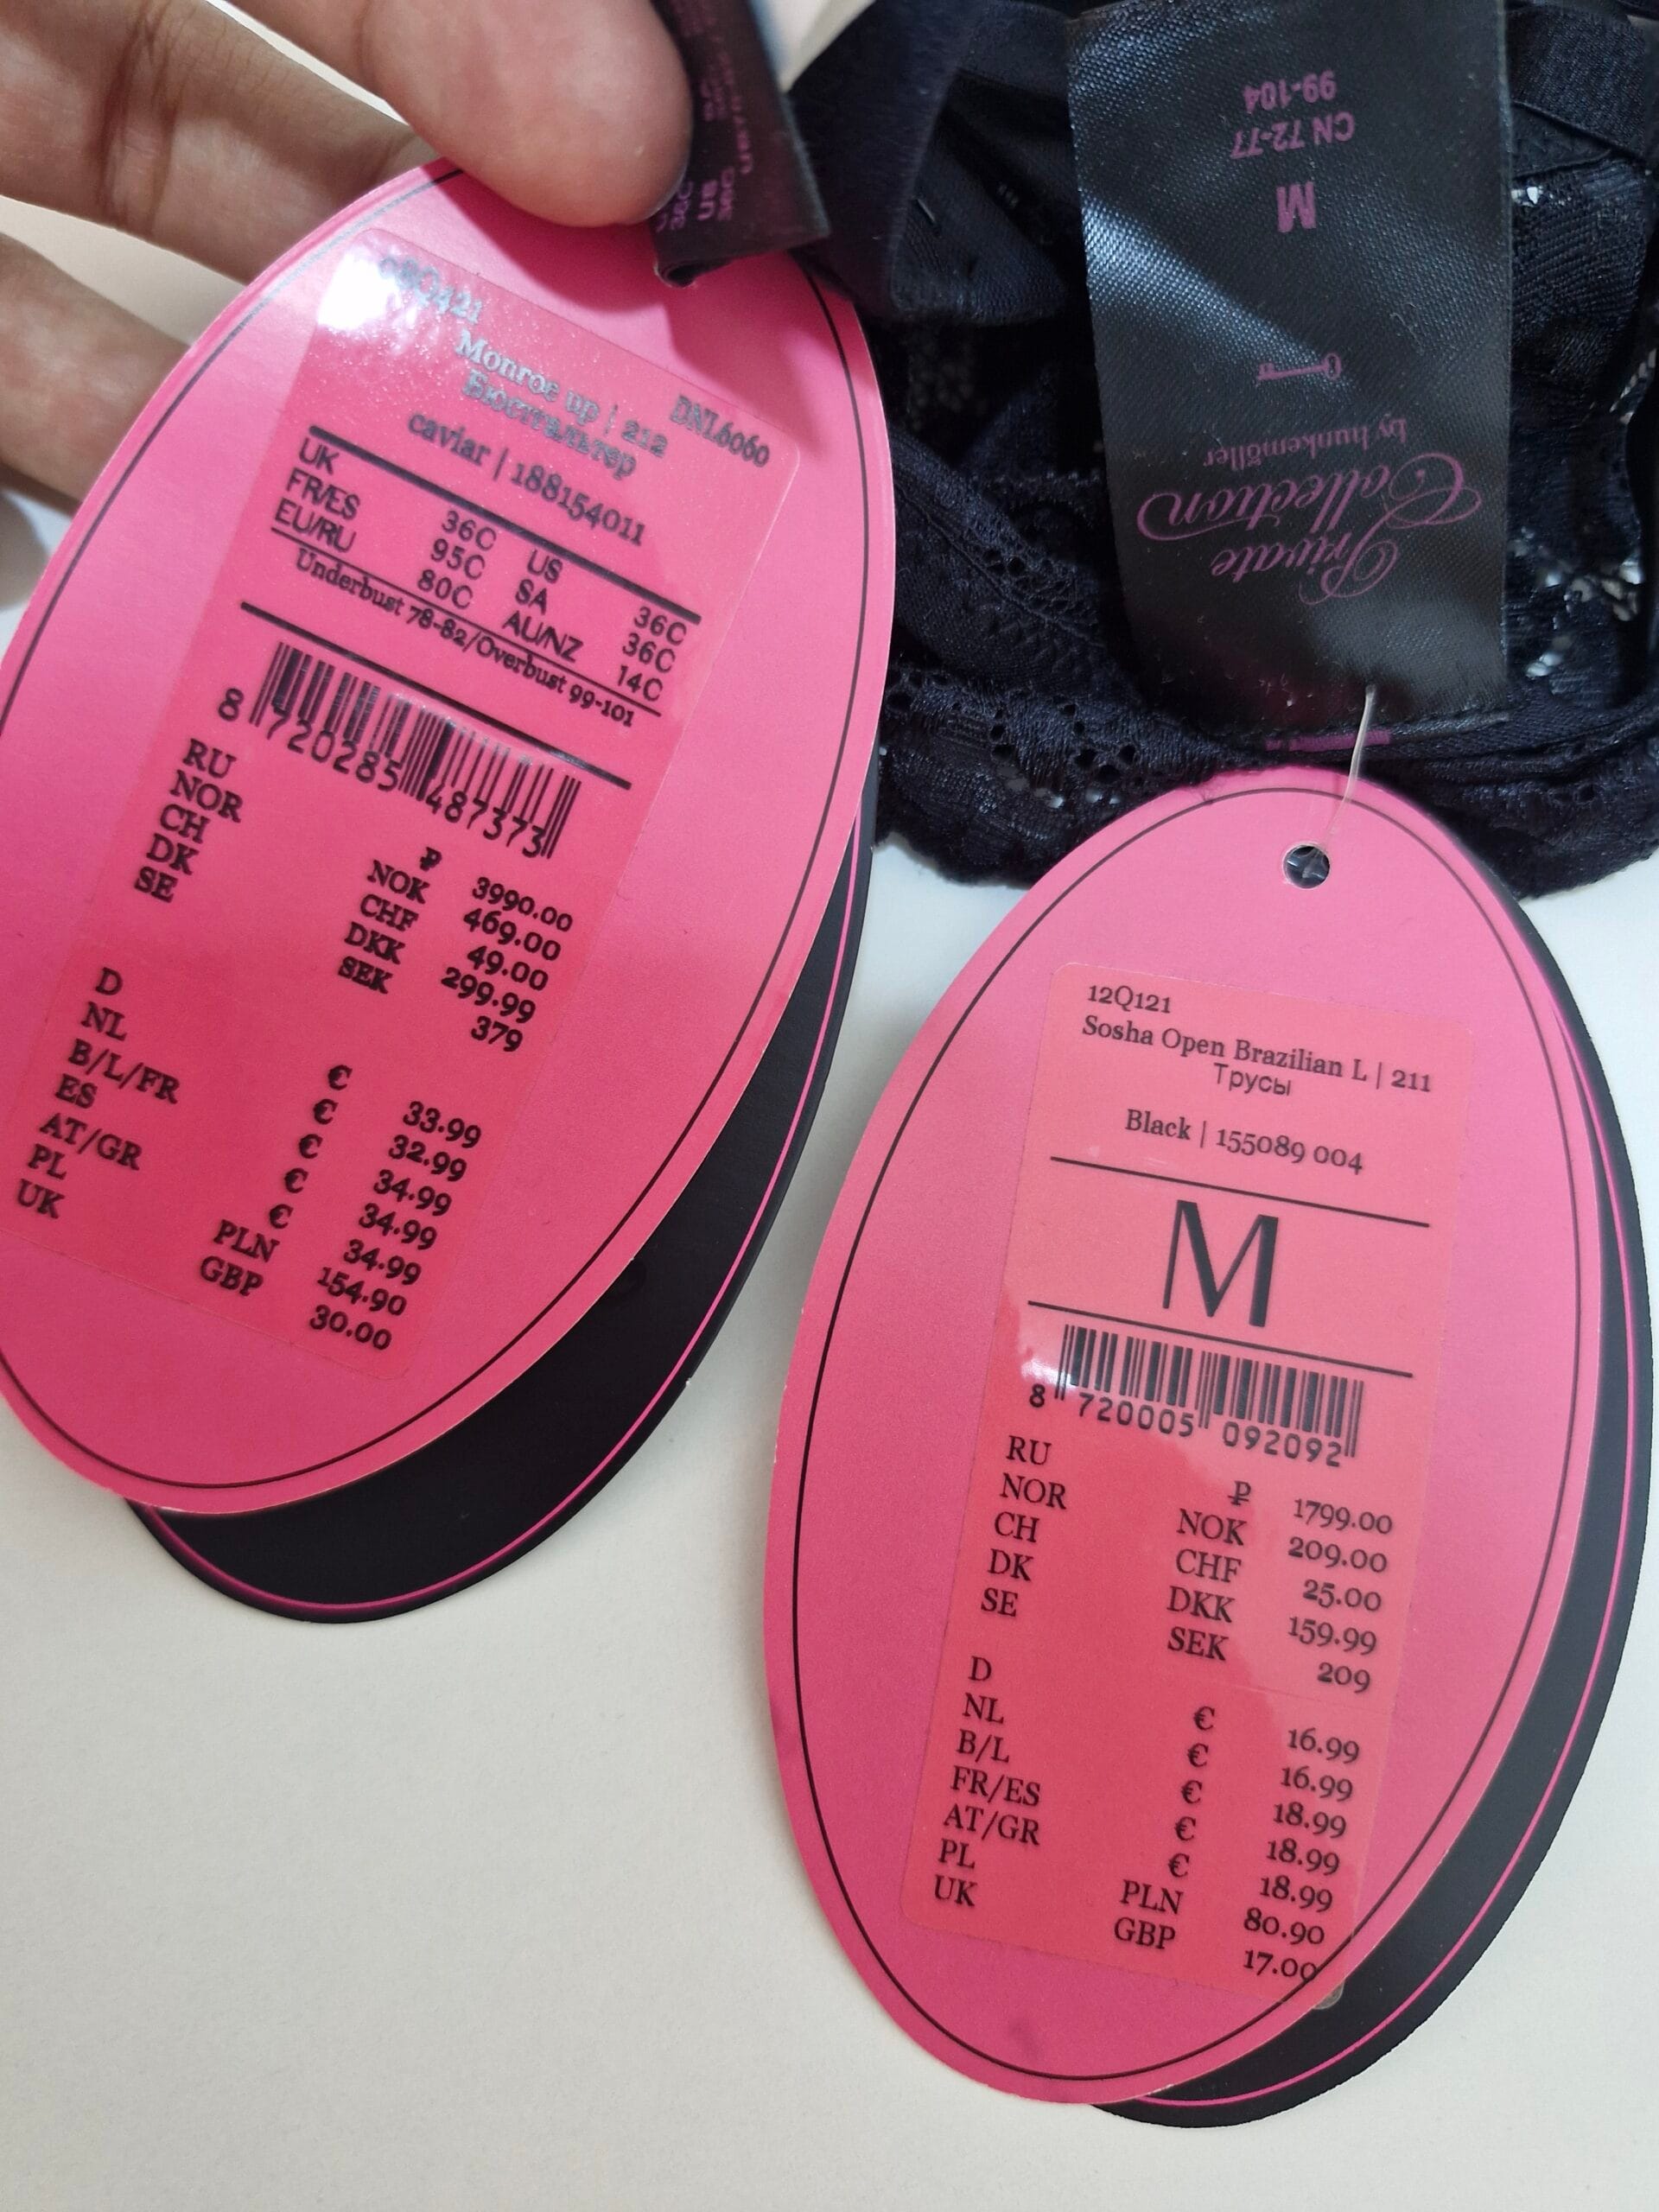 Monroe up | 212
Бюстгальтер
DNL6060
caviar | 188154011
UK 36C US 36C
FR/ES 95C SA 36C
EU/RU 80C AU/NZ 14C
Underbust 78-82/Overbust 99-101
8 720285 487373
RU ₽ 3990.00
NOR NOK 469.00
CH CHF 49.00
DK DKK 299.99
SE SEK 379
D € 33.99
NL € 32.99
B/L/FR € 34.99
ES € 34.99
AT/GR € 34.99
PL PLN 154.90
UK GBP 30.00
36C
US
36C
Private
Collection
by hunkemöller
M
CN 72-77
99-104
12Q121
Sosha Open Brazilian L | 211
Трусы
Black | 155089 004
M
8 720005 092092
RU ₽ 1799.00
NOR NOK 209.00
CH CHF 25.00
DK DKK 159.99
SE SEK 209
D € 16.99
NL € 16.99
B/L € 18.99
FR/ES € 18.99
AT/GR € 18.99
PL PLN 80.90
UK GBP 17.00